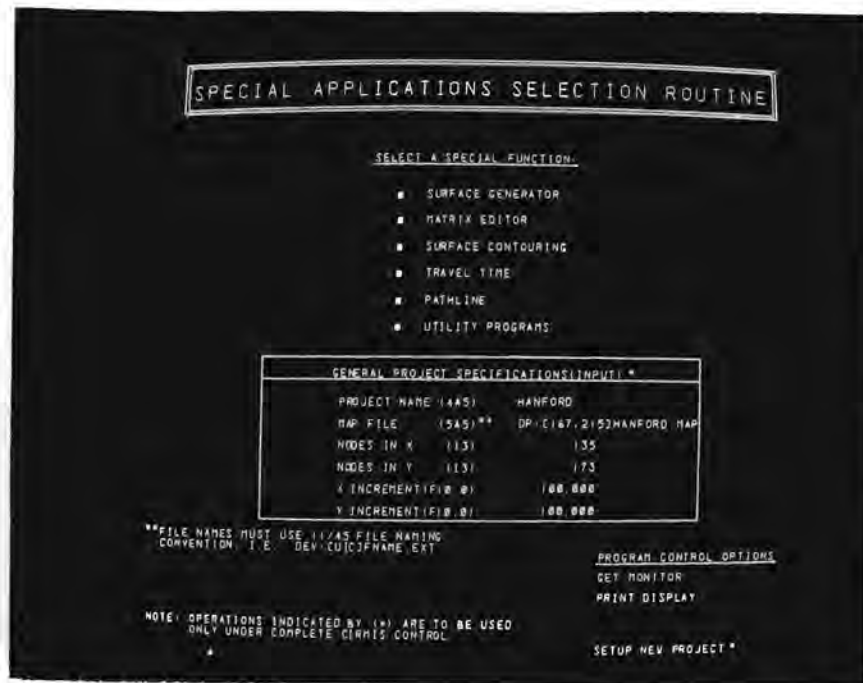 SPECIAL APPLICATIONS SELECTION ROUTINE
SELECT A SPECIAL FUNCTION:
SURFACE GENERATOR
MATRIX EDITOR
SURFACE CONTOURING
TRAVEL TIME
PATHLINE
UTILITY PROGRAMS
GENERAL PROJECT SPECIFICATIONS(INPUT) *
PROJECT NAME (4A5) HANFORD
MAP FILE (5A5)** DP:[167,215]HANFORD MAP
NODES IN X (I3) 135
NODES IN Y (I3) 173
X INCREMENT(F10.0) 100.000
Y INCREMENT(F10.0) 100.000
**FILE NAMES MUST USE 11/45 FILE NAMING
CONVENTION I.E. DEV:[UIC]FNAME.EXT
PROGRAM CONTROL OPTIONS
GET MONITOR
PRINT DISPLAY
NOTE: OPERATIONS INDICATED BY (*) ARE TO BE USED
ONLY UNDER COMPLETE CIRMIS CONTROL
SETUP NEW PROJECT *